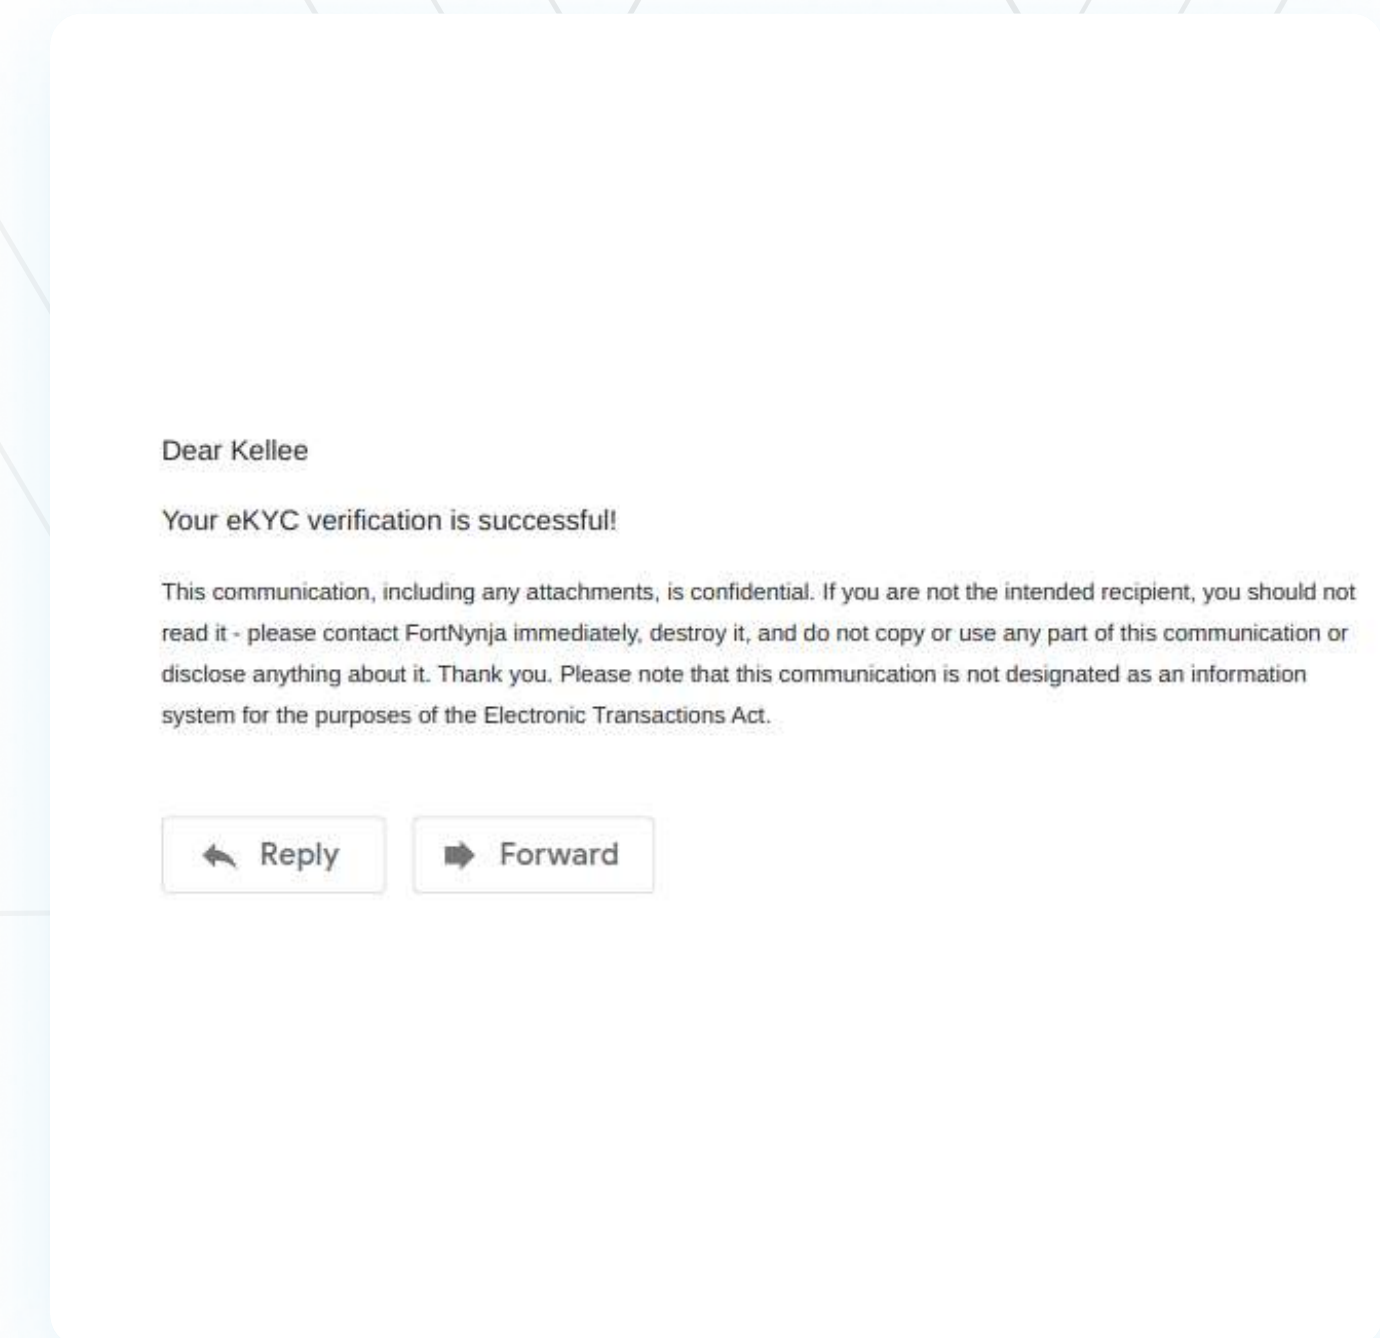 Dear Kellee
Your eKYC verification is successful!
This communication, including any attachments, is confidential. If you are not the intended recipient, you should not
read it - please contact FortNynja immediately, destroy it, and do not copy or use any part of this communication or
disclose anything about it. Thank you. Please note that this communication is not designated as an information
system for the purposes of the Electronic Transactions Act.
Reply Forward